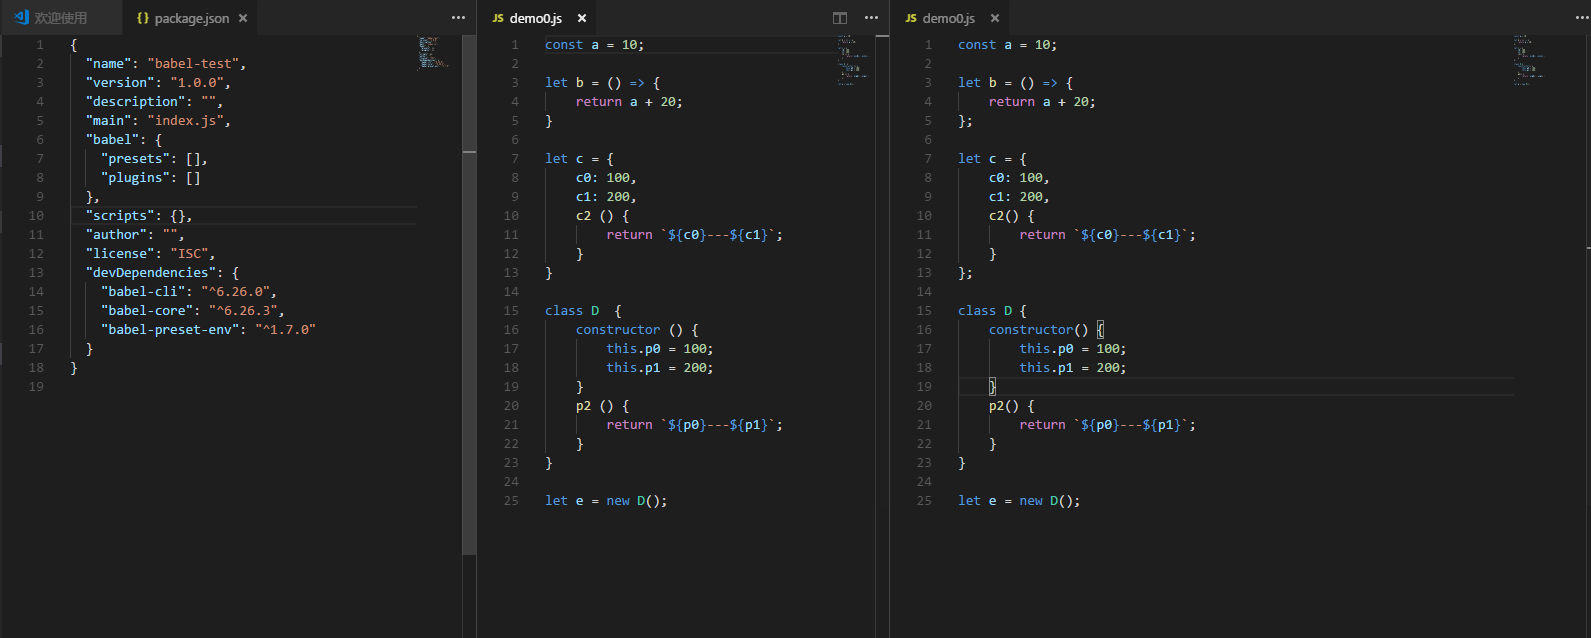 欢迎使用
{} package.json ×
1 {
2 "name": "babel-test",
3 "version": "1.0.0",
4 "description": "",
5 "main": "index.js",
6 "babel": {
7 "presets": [],
8 "plugins": []
9 },
10 "scripts": {},
11 "author": "",
12 "license": "ISC",
13 "devDependencies": {
14 "babel-cli": "^6.26.0",
15 "babel-core": "^6.26.3",
16 "babel-preset-env": "^1.7.0"
17 }
18 }
19
JS demo0.js ×
1 const a = 10;
2
3 let b = () => {
4 return a + 20;
5 }
6
7 let c = {
8 c0: 100,
9 c1: 200,
10 c2 () {
11 return `${c0}---${c1}`;
12 }
13 }
14
15 class D  {
16 constructor () {
17 this.p0 = 100;
18 this.p1 = 200;
19 }
20 p2 () {
21 return `${p0}---${p1}`;
22 }
23 }
24
25 let e = new D();
JS demo0.js ×
1 const a = 10;
2
3 let b = () => {
4 return a + 20;
5 };
6
7 let c = {
8 c0: 100,
9 c1: 200,
10 c2() {
11 return `${c0}---${c1}`;
12 }
13 };
14
15 class D {
16 constructor() {
17 this.p0 = 100;
18 this.p1 = 200;
19 }
20 p2() {
21 return `${p0}---${p1}`;
22 }
23 }
24
25 let e = new D();